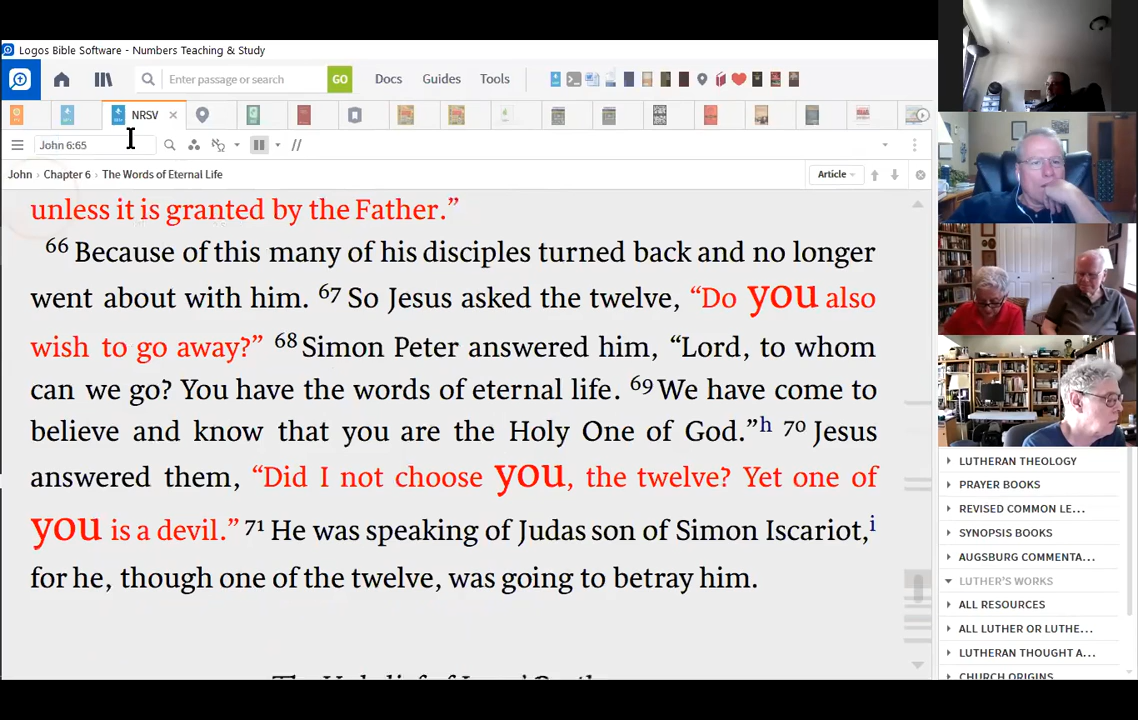 Logos Bible Software - Numbers Teaching & Study
Enter passage or search
GO
Docs
Guides
Tools
NRSV
John 6:65
John › Chapter 6 › The Words of Eternal Life
Article
unless it is granted by the Father.”
66 Because of this many of his disciples turned back and no longer
went about with him. 67 So Jesus asked the twelve, “Do you also
wish to go away?” 68 Simon Peter answered him, “Lord, to whom
can we go? You have the words of eternal life. 69 We have come to
believe and know that you are the Holy One of God.”h 70 Jesus
answered them, “Did I not choose you, the twelve? Yet one of
you is a devil.” 71 He was speaking of Judas son of Simon Iscariot,i
for he, though one of the twelve, was going to betray him.
LUTHERAN THEOLOGY
PRAYER BOOKS
REVISED COMMON LE...
SYNOPSIS BOOKS
AUGSBURG COMMENTA...
LUTHER'S WORKS
ALL RESOURCES
ALL LUTHER OR LUTHE...
LUTHERAN THOUGHT A...
CHURCH ORIGINS